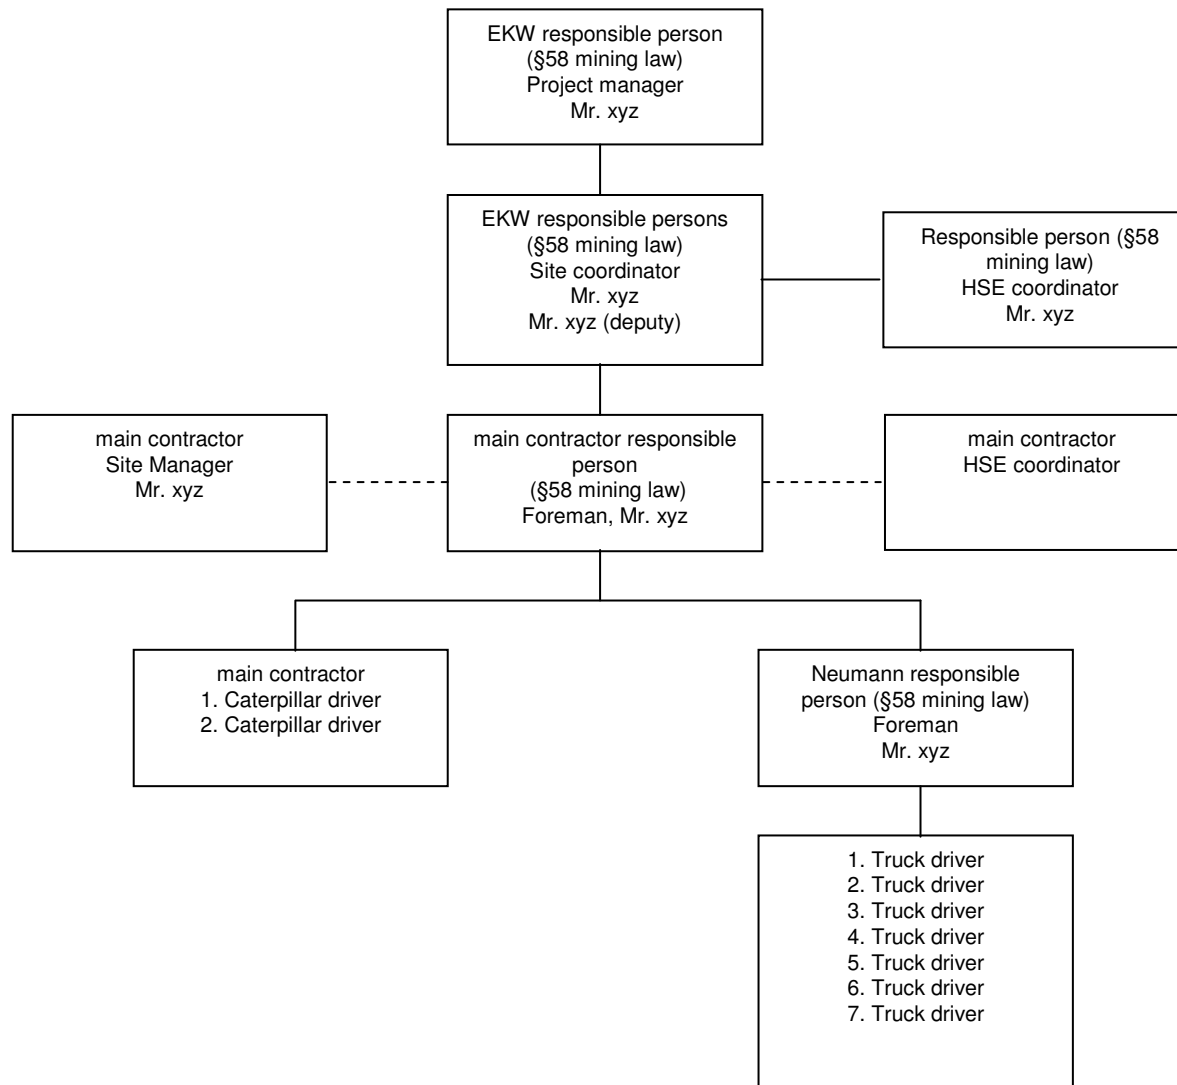 EKW responsible person
(§58 mining law)
Project manager
Mr. xyz
EKW responsible persons
(§58 mining law)
Site coordinator
Mr. xyz
Mr. xyz (deputy)
Responsible person (§58
mining law)
HSE coordinator
Mr. xyz
main contractor
Site Manager
Mr. xyz
main contractor responsible
person
(§58 mining law)
Foreman, Mr. xyz
main contractor
HSE coordinator
main contractor
1. Caterpillar driver
2. Caterpillar driver
Neumann responsible
person (§58 mining law)
Foreman
Mr. xyz
1. Truck driver
2. Truck driver
3. Truck driver
4. Truck driver
5. Truck driver
6. Truck driver
7. Truck driver